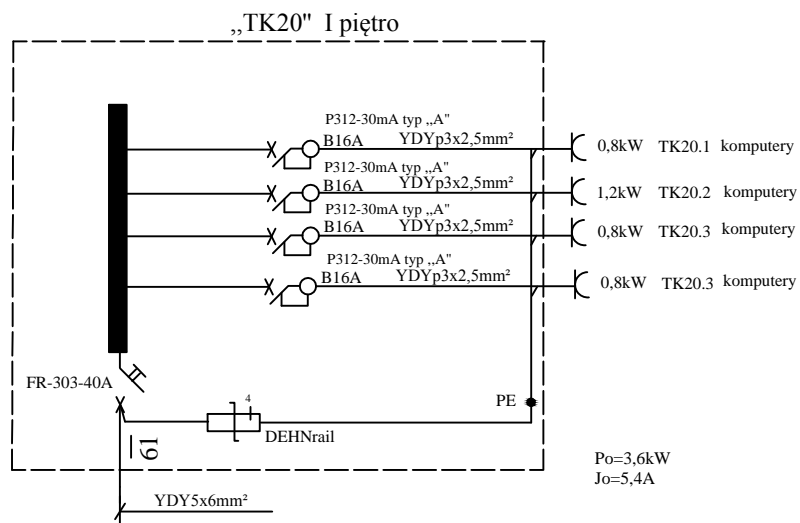 „TK20" I piętro
P312-30mA typ „A"
B16A YDYp3x2,5mm² 0,8kW TK20.1 komputery
P312-30mA typ „A"
B16A YDYp3x2,5mm² 1,2kW TK20.2 komputery
P312-30mA typ „A"
B16A YDYp3x2,5mm² 0,8kW TK20.3 komputery
P312-30mA typ „A"
B16A YDYp3x2,5mm² 0,8kW TK20.3 komputery
FR-303-40A
4
PE
DEHNrail
61
Po=3,6kW
Jo=5,4A
YDY5x6mm²